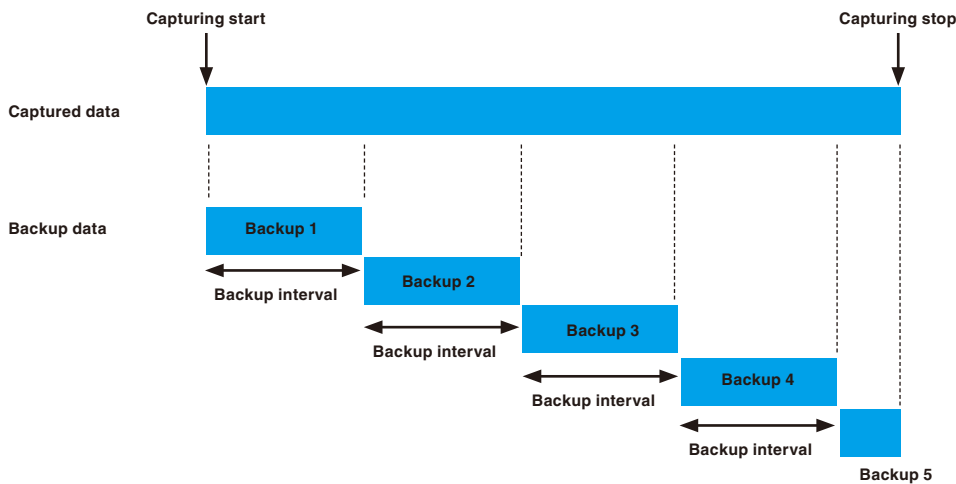 Capturing start
Capturing stop
Captured data
Backup data
Backup 1
Backup interval
Backup 2
Backup interval
Backup 3
Backup interval
Backup 4
Backup interval
Backup 5